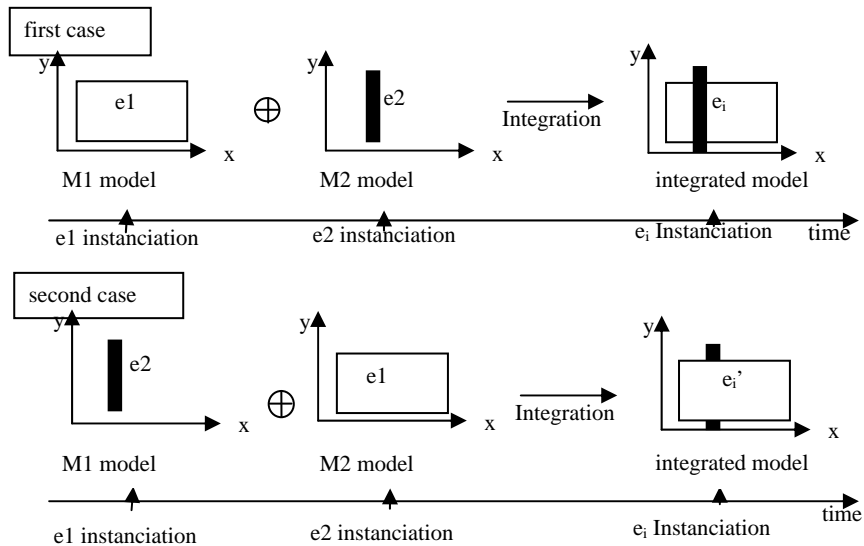 first case
y
y
y
e1
e2
eᵢ
Integration
x
x
x
M1 model
M2 model
integrated model
e1 instanciation
e2 instanciation
eᵢ Instanciation
time
second case
y
y
y
e2
e1
eᵢ’
Integration
x
x
x
M1 model
M2 model
integrated model
time
e1 instanciation
e2 instanciation
eᵢ Instanciation